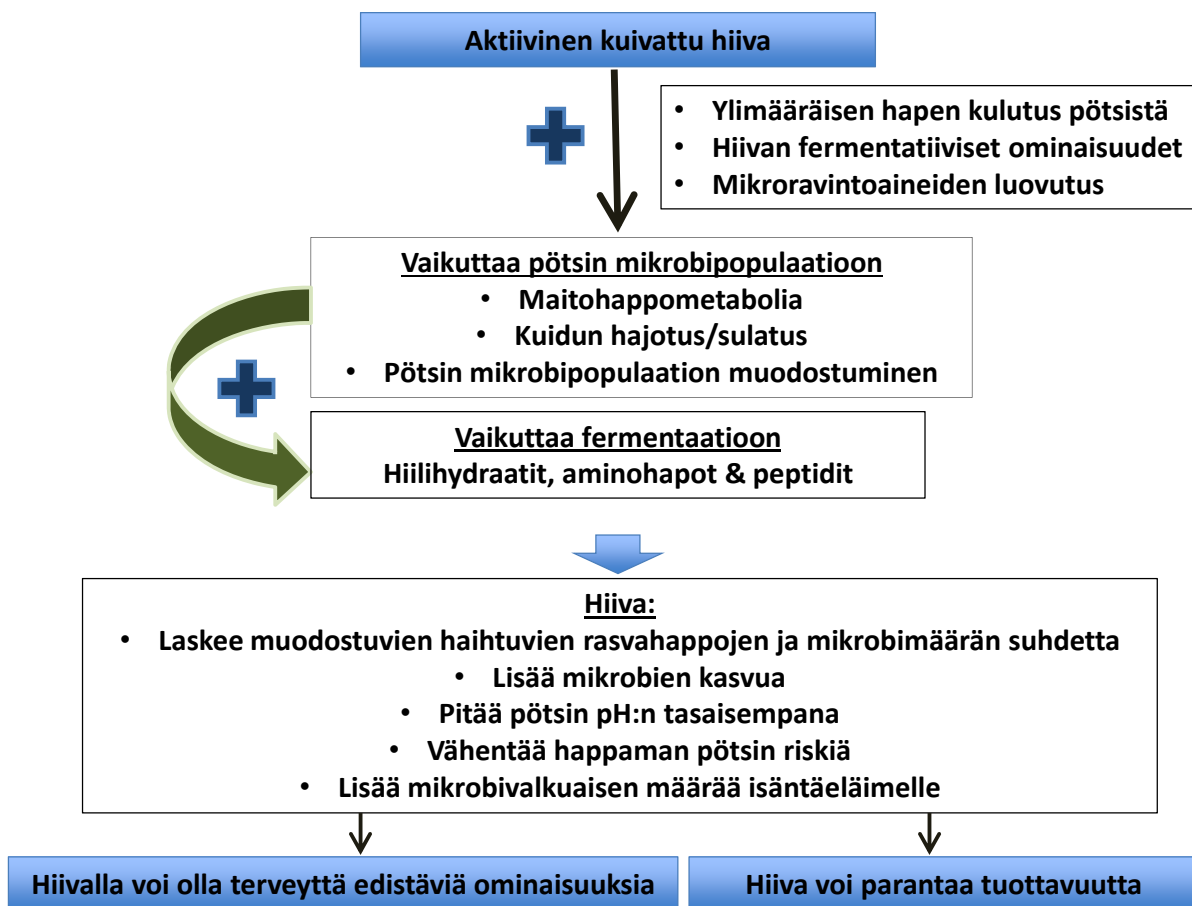 Aktiivinen kuivattu hiiva
• Ylimääräisen hapen kulutus pötsistä
• Hiivan fermentatiiviset ominaisuudet
• Mikroravintoaineiden luovutus
Vaikuttaa pötsin mikrobipopulaatioon
• Maitohappometabolia
• Kuidun hajotus/sulatus
• Pötsin mikrobipopulaation muodostuminen
Vaikuttaa fermentaatioon
Hiilihydraatit, aminohapot & peptidit
Hiiva:
• Laskee muodostuvien haihtuvien rasvahappojen ja mikrobimäärän suhdetta
• Lisää mikrobien kasvua
• Pitää pötsin pH:n tasaisempana
• Vähentää happaman pötsin riskiä
• Lisää mikrobivalkuaisen määrää isäntäeläimelle
Hiivalla voi olla terveyttä edistäviä ominaisuuksia
Hiiva voi parantaa tuottavuutta